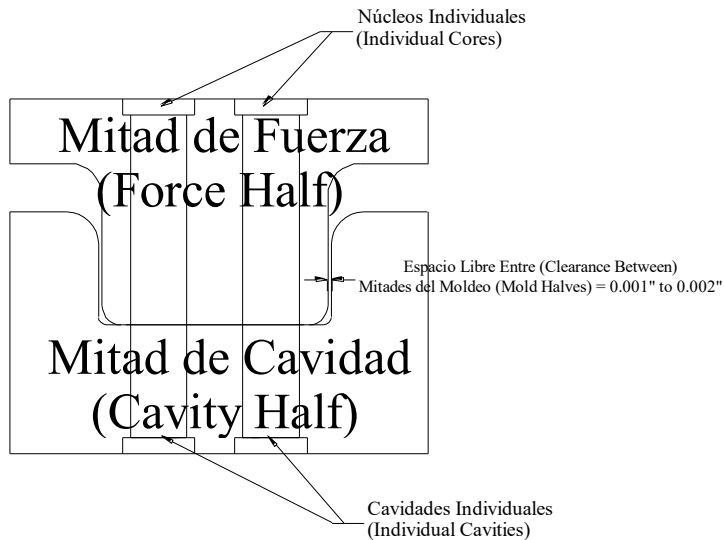 Núcleos Individuales
(Individual Cores)
Mitad de Fuerza
(Force Half)
Espacio Libre Entre (Clearance Between)
Mitades del Moldeo (Mold Halves) = 0.001" to 0.002"
Mitad de Cavidad
(Cavity Half)
Cavidades Individuales
(Individual Cavities)